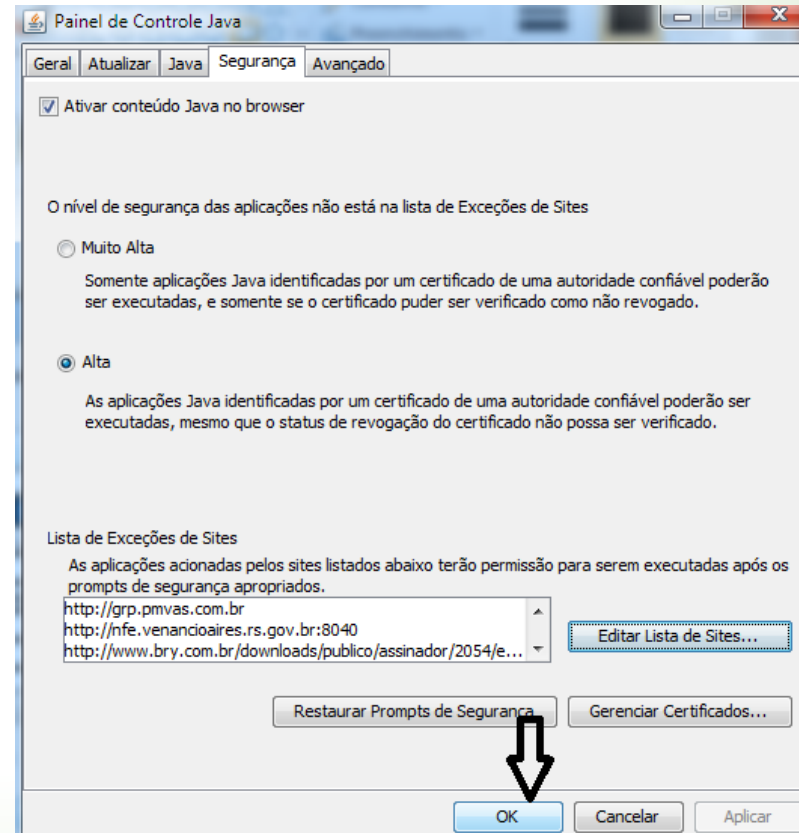 Painel de Controle Java
Geral Atualizar Java Segurança Avançado
Ativar conteúdo Java no browser
O nível de segurança das aplicações não está na lista de Exceções de Sites
Muito Alta
Somente aplicações Java identificadas por um certificado de uma autoridade confiável poderão
ser executadas, e somente se o certificado puder ser verificado como não revogado.
Alta
As aplicações Java identificadas por um certificado de uma autoridade confiável poderão ser
executadas, mesmo que o status de revogação do certificado não possa ser verificado.
Lista de Exceções de Sites
As aplicações acionadas pelos sites listados abaixo terão permissão para serem executadas após os
prompts de segurança apropriados.
http://grp.pmvas.com.br
http://nfe.venancioaires.rs.gov.br:8040
http://www.bry.com.br/downloads/publico/assinador/2054/e...
Editar Lista de Sites...
Restaurar Prompts de Segurança Gerenciar Certificados...
OK Cancelar Aplicar